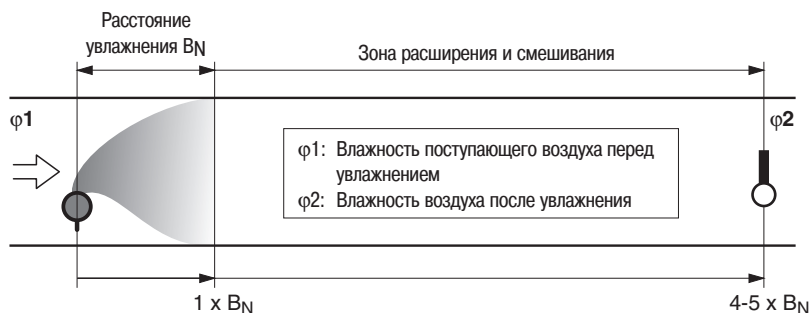 Расстояние
увлажнения BN
Зона расширения и смешивания
φ1
φ2
φ1: Влажность поступающего воздуха перед
увлажнением
φ2: Влажность воздуха после увлажнения
1 x BN
4-5 x BN